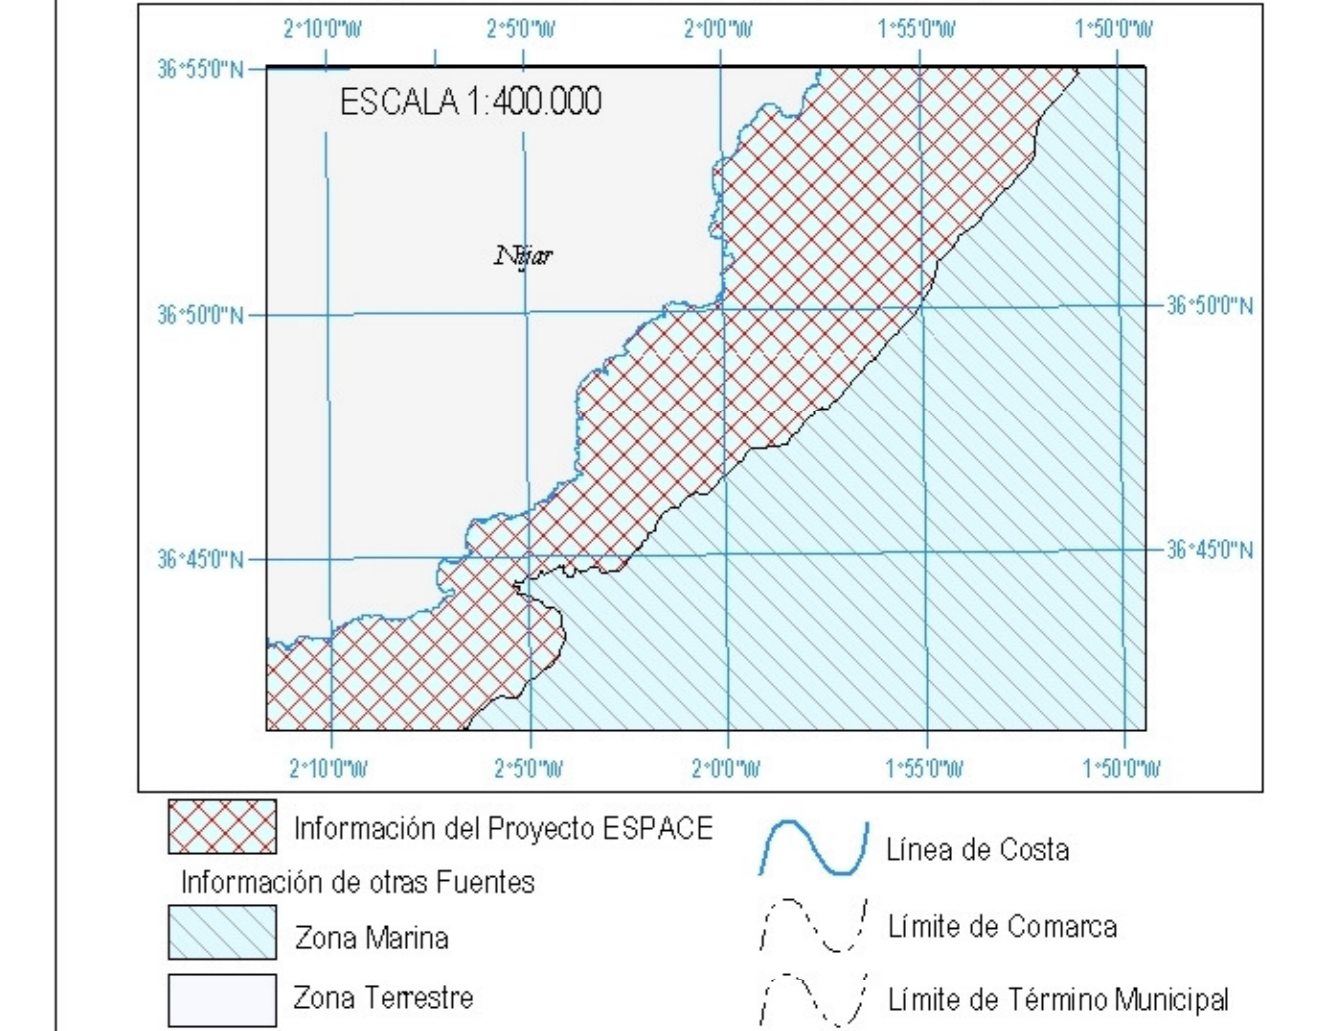 2°10'0"W 2°5'0"W 2°0'0"W 1°55'0"W 1°50'0"W
36°55'0"N
ESCALA 1:400.000
Níjar
36°50'0"N 36°50'0"N
36°45'0"N 36°45'0"N
2°10'0"W 2°5'0"W 2°0'0"W 1°55'0"W 1°50'0"W
Información del Proyecto ESPACE
Línea de Costa
Información de otras Fuentes
Límite de Comarca
Zona Marina
Zona Terrestre
Límite de Término Municipal